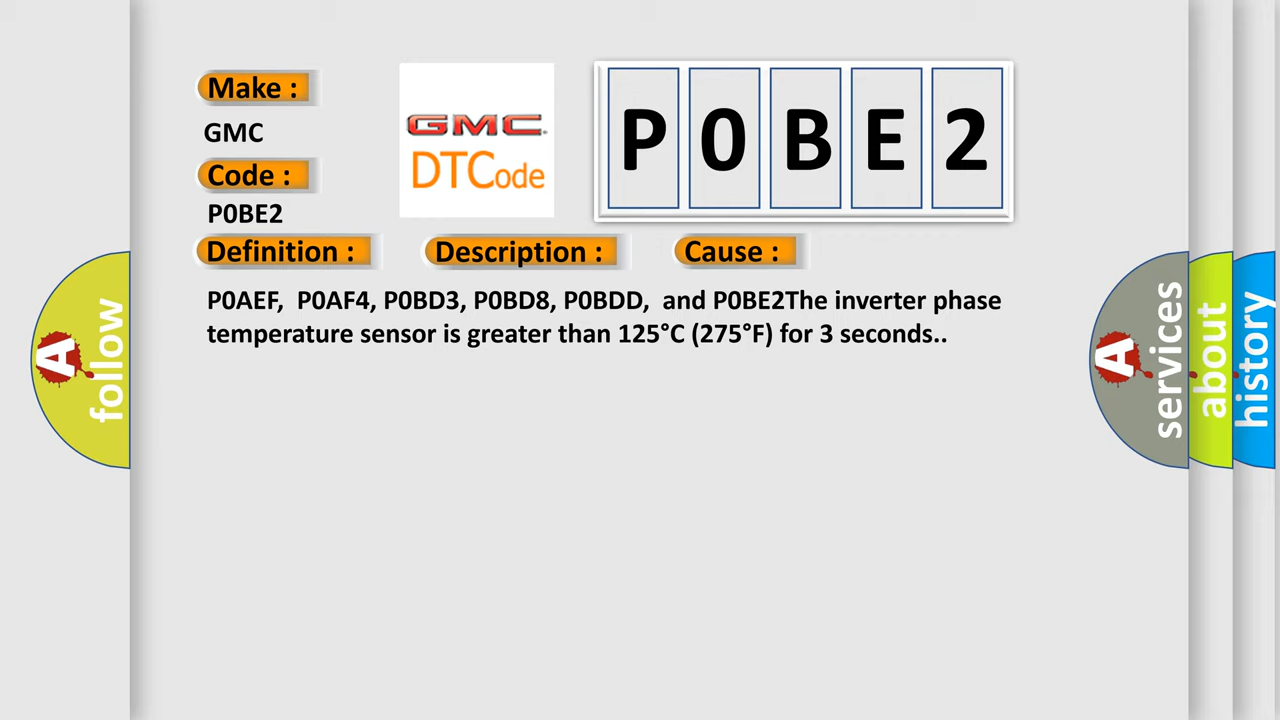 Make :
GMC
Code :
P0BE2
GMC
DTCode
P0BE2
Definition :
Description :
Cause :
P0AEF,  P0AF4, P0BD3, P0BD8, P0BDD,  and P0BE2The inverter phase
temperature sensor is greater than 125°C (275°F) for 3 seconds..
A follow
A services
about
history